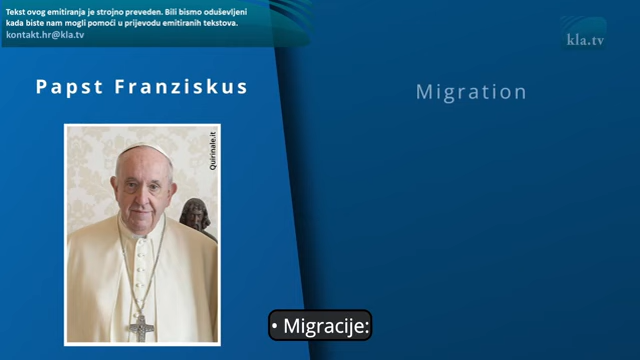 Tekst ovog emitiranja je strojno preveden. Bili bismo oduševljeni
kada biste nam mogli pomoći u prijevodu emitiranih tekstova.
kontakt.hr@kla.tv
kla.tv
Papst Franziskus
Migration
Quirinale.it
• Migracije: